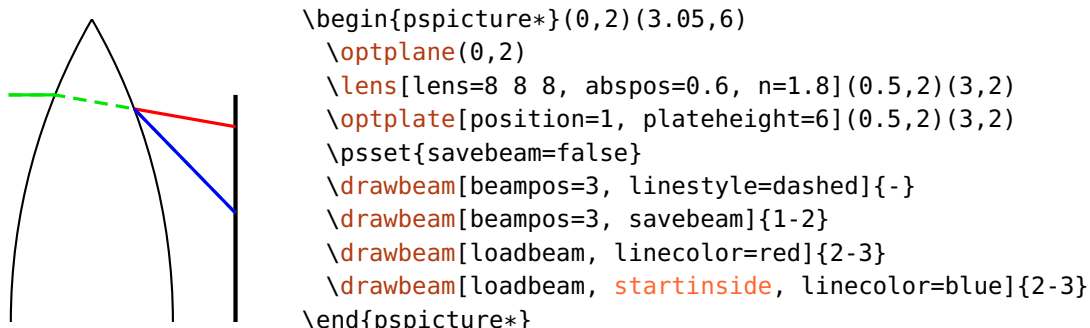 \begin{pspicture*}(0,2)(3.05,6)
  \optplane(0,2)
  \lens[lens=8 8 8, abspos=0.6, n=1.8](0.5,2)(3,2)
  \optplate[position=1, plateheight=6](0.5,2)(3,2)
  \psset{savebeam=false}
  \drawbeam[beampos=3, linestyle=dashed]{-}
  \drawbeam[beampos=3, savebeam]{1-2}
  \drawbeam[loadbeam, linecolor=red]{2-3}
  \drawbeam[loadbeam, startinside, linecolor=blue]{2-3}
\end{pspicture*}